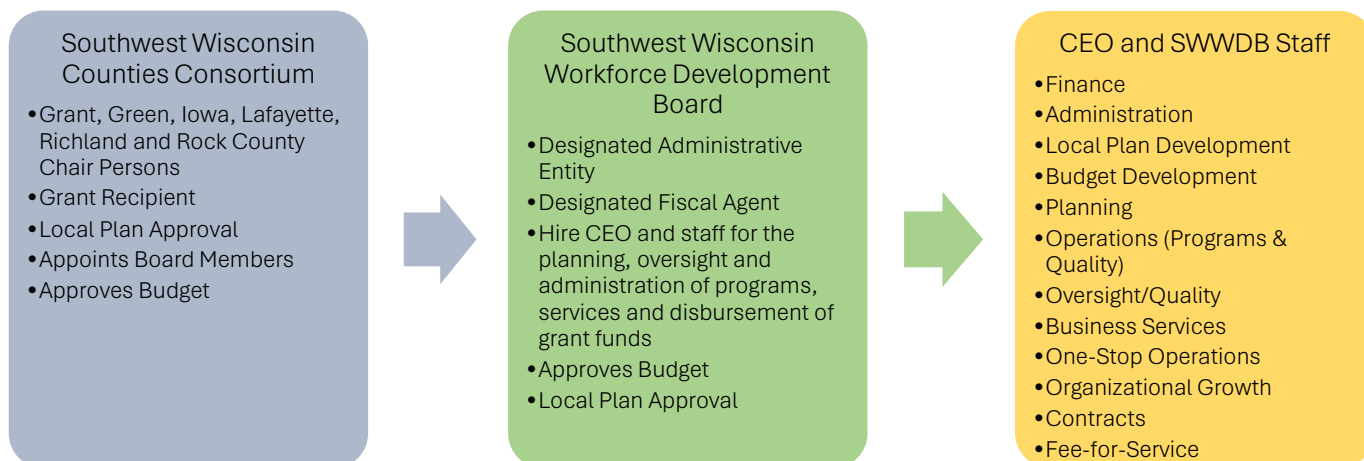 Southwest Wisconsin
Counties Consortium
•Grant, Green, Iowa, Lafayette,
Richland and Rock County
Chair Persons
•Grant Recipient
•Local Plan Approval
•Appoints Board Members
•Approves Budget
Southwest Wisconsin
Workforce Development
Board
•Designated Administrative
Entity
•Designated Fiscal Agent
•Hire CEO and staff for the
planning, oversight and
administration of programs,
services and disbursement of
grant funds
•Approves Budget
•Local Plan Approval
CEO and SWWDB Staff
•Finance
•Administration
•Local Plan Development
•Budget Development
•Planning
•Operations (Programs &
Quality)
•Oversight/Quality
•Business Services
•One-Stop Operations
•Organizational Growth
•Contracts
•Fee-for-Service